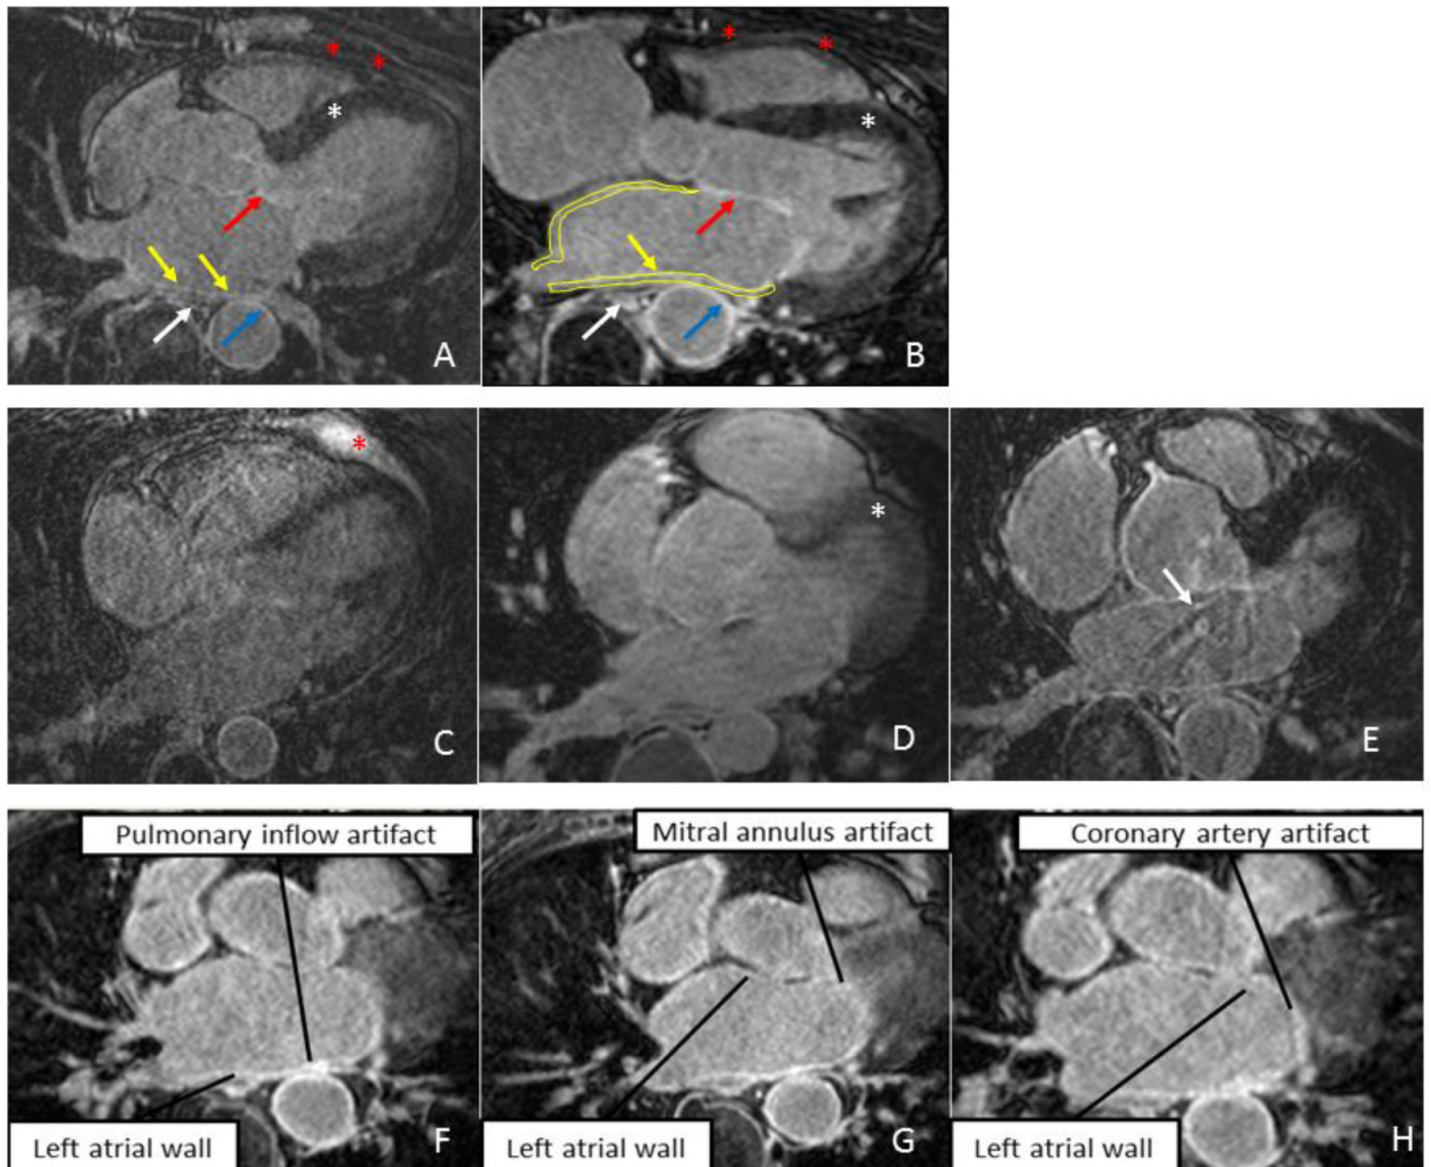 A
B
C
D
E
Pulmonary inflow artifact
Mitral annulus artifact
Coronary artery artifact
Left atrial wall
F
Left atrial wall
G
Left atrial wall
H